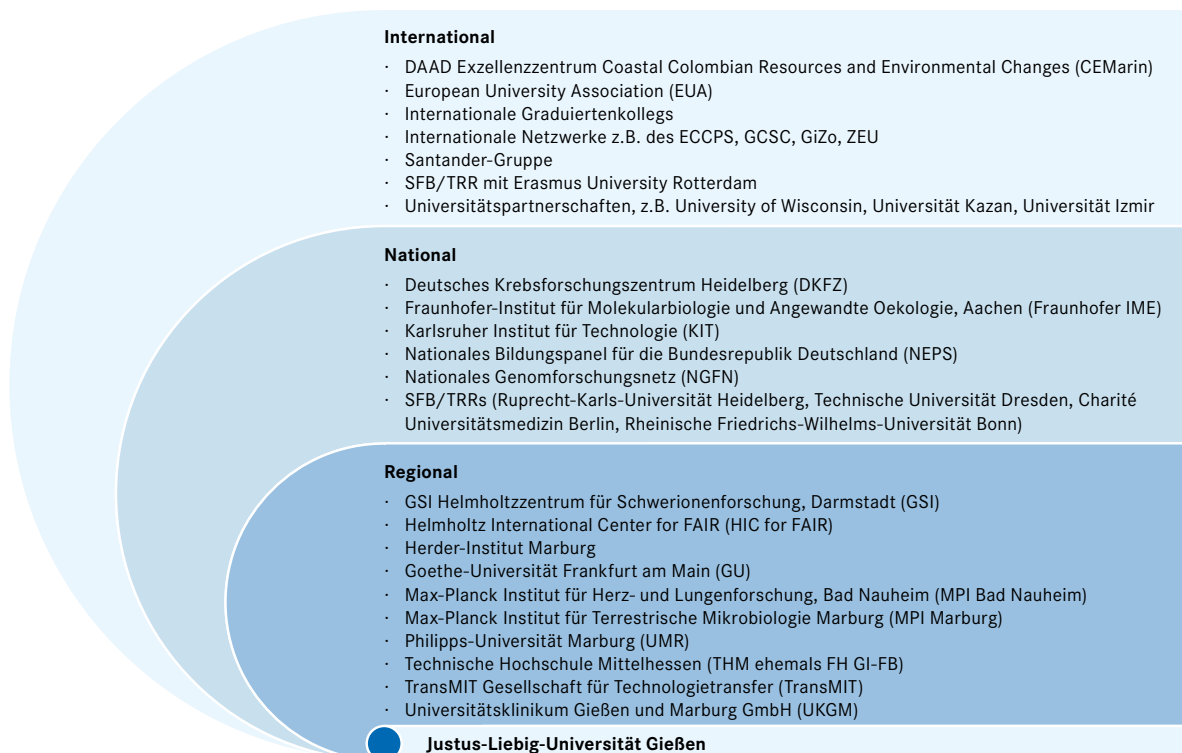 International
· DAAD Exzellenzzentrum Coastal Colombian Resources and Environmental Changes (CEMarin)
· European University Association (EUA)
· Internationale Graduiertenkollegs
· Internationale Netzwerke z.B. des ECCPS, GCSC, GiZo, ZEU
· Santander-Gruppe
· SFB/TRR mit Erasmus University Rotterdam
· Universitätspartnerschaften, z.B. University of Wisconsin, Universität Kazan, Universität Izmir
National
· Deutsches Krebsforschungszentrum Heidelberg (DKFZ)
· Fraunhofer-Institut für Molekularbiologie und Angewandte Oekologie, Aachen (Fraunhofer IME)
· Karlsruher Institut für Technologie (KIT)
· Nationales Bildungspanel für die Bundesrepublik Deutschland (NEPS)
· Nationales Genomforschungsnetz (NGFN)
· SFB/TRRs (Ruprecht-Karls-Universität Heidelberg, Technische Universität Dresden, Charité
Universitätsmedizin Berlin, Rheinische Friedrichs-Wilhelms-Universität Bonn)
Regional
· GSI Helmholtzzentrum für Schwerionenforschung, Darmstadt (GSI)
· Helmholtz International Center for FAIR (HIC for FAIR)
· Herder-Institut Marburg
· Goethe-Universität Frankfurt am Main (GU)
· Max-Planck Institut für Herz- und Lungenforschung, Bad Nauheim (MPI Bad Nauheim)
· Max-Planck Institut für Terrestrische Mikrobiologie Marburg (MPI Marburg)
· Philipps-Universität Marburg (UMR)
· Technische Hochschule Mittelhessen (THM ehemals FH GI-FB)
· TransMIT Gesellschaft für Technologietransfer (TransMIT)
· Universitätsklinikum Gießen und Marburg GmbH (UKGM)
Justus-Liebig-Universität Gießen